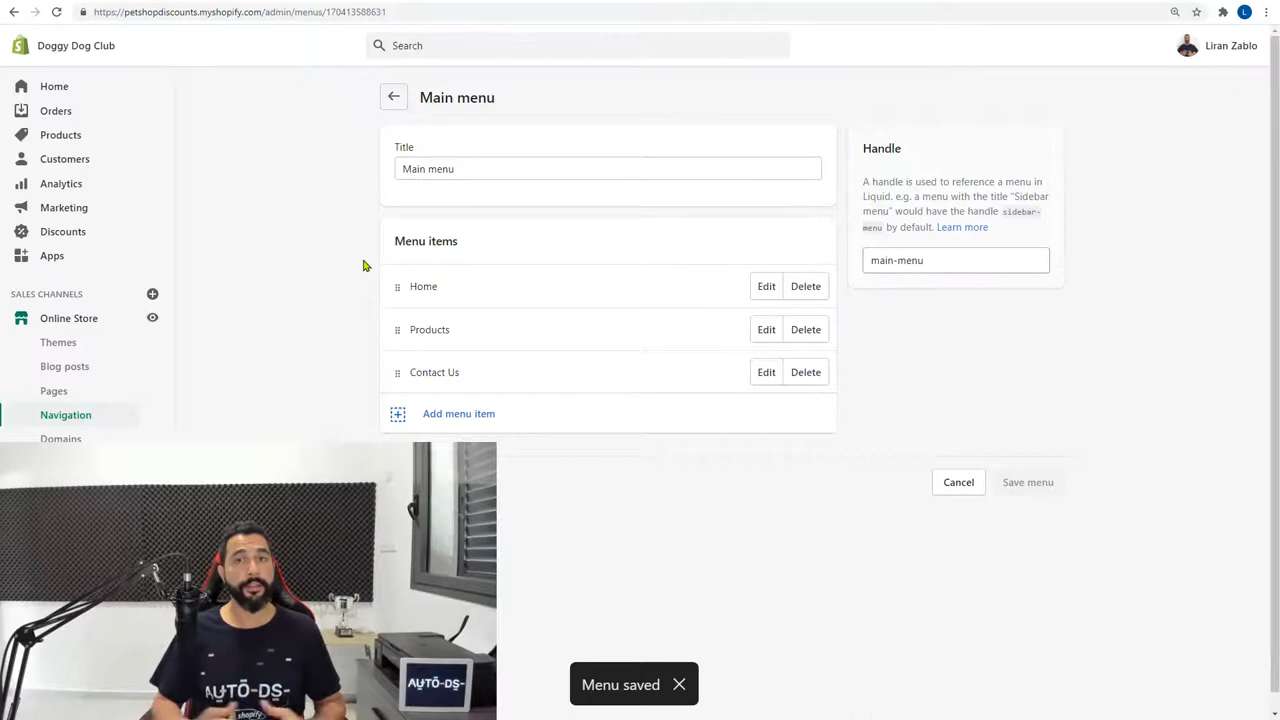 https://petshopdiscounts.myshopify.com/admin/menus/170413588631
L
Doggy Dog Club
Search
Liran Zablo
Home
Orders
Products
Customers
Analytics
Marketing
Discounts
Apps
SALES CHANNELS
Online Store
Themes
Blog posts
Pages
Navigation
Domains
Main menu
Title
Main menu
Menu items
Home
Edit
Delete
Products
Edit
Delete
Contact Us
Edit
Delete
Add menu item
Handle
A handle is used to reference a menu in
Liquid. e.g. a menu with the title “Sidebar
menu” would have the handle sidebar-
menu by default. Learn more
main-menu
Cancel
Save menu
Menu saved
AUTO-DS-
shopify
AUTO-DS-